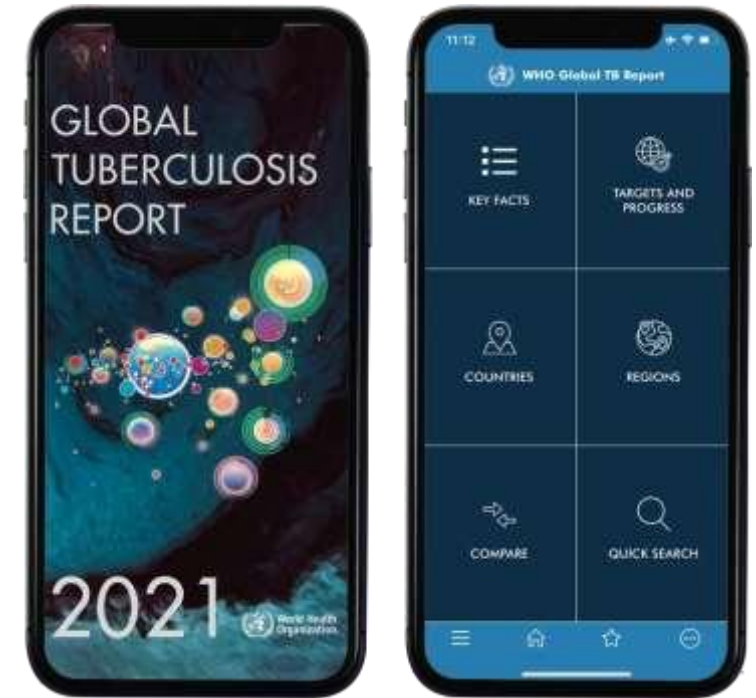 GLOBAL
TUBERCULOSIS
REPORT
2021
World Health
Organization
11:12
WHO Global TB Report
KEY FACTS
TARGETS AND
PROGRESS
COUNTRIES
REGIONS
COMPARE
QUICK SEARCH